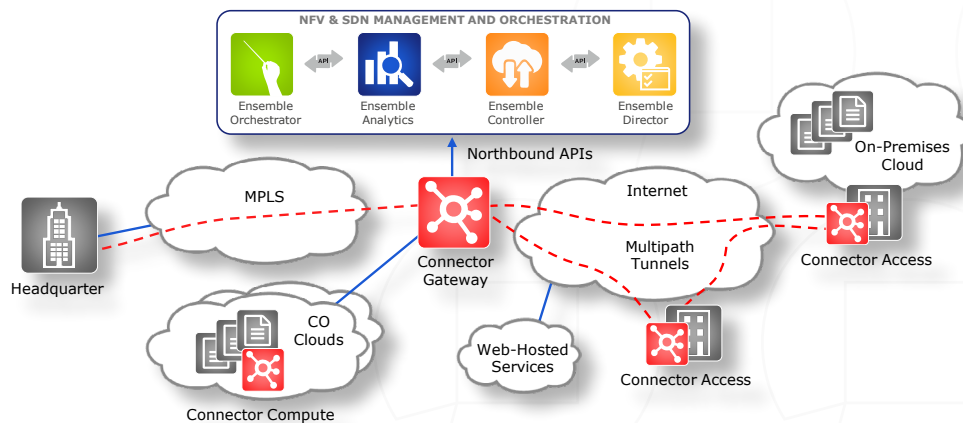 NFV & SDN MANAGEMENT AND ORCHESTRATION
API
API
API
Ensemble
Orchestrator
Ensemble
Analytics
Ensemble
Controller
Ensemble
Director
Northbound APIs
On-Premises
Cloud
MPLS
Internet
Multipath
Tunnels
Connector
Gateway
Connector Access
Headquarter
CO
Clouds
Web-Hosted
Services
Connector Access
Connector Compute